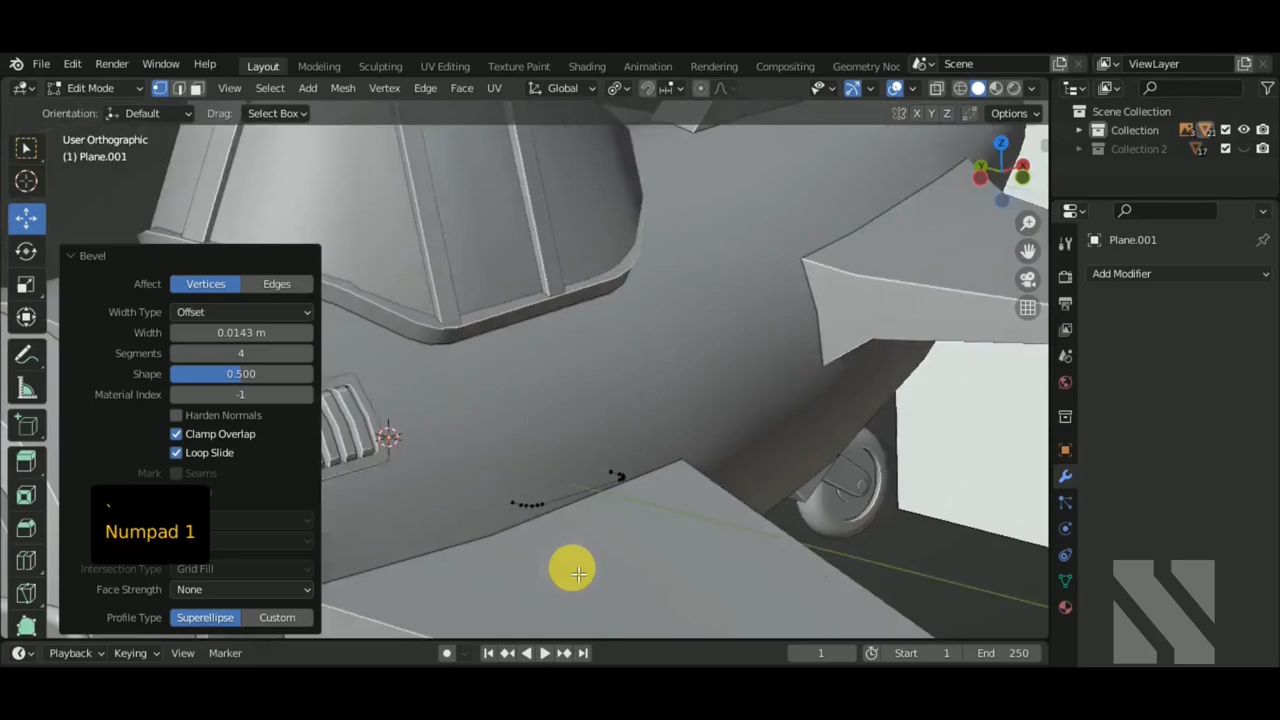 File Edit Render Window Help Layout Modeling Sculpting UV Editing Texture Paint Shading Animation Rendering Compositing Geometry Noc Scene ViewLayer
Edit Mode View Select Add Mesh Vertex Edge Face UV Global
Orientation: Default Drag: Select Box X Y Z Options
Scene Collection
Collection 3 21
Collection 2 17
User Orthographic
(1) Plane.001
Z
Y X
Plane.001
Add Modifier
Bevel
Affect Vertices Edges
Width Type Offset
Width 0.0143 m
Segments 4
Shape 0.500
Material Index -1
Harden Normals
Clamp Overlap
Loop Slide
Mark Seams
`
Numpad 1
Intersection Type Grid Fill
Face Strength None
Profile Type Superellipse Custom
Playback Keying View Marker 1 Start 1 End 250